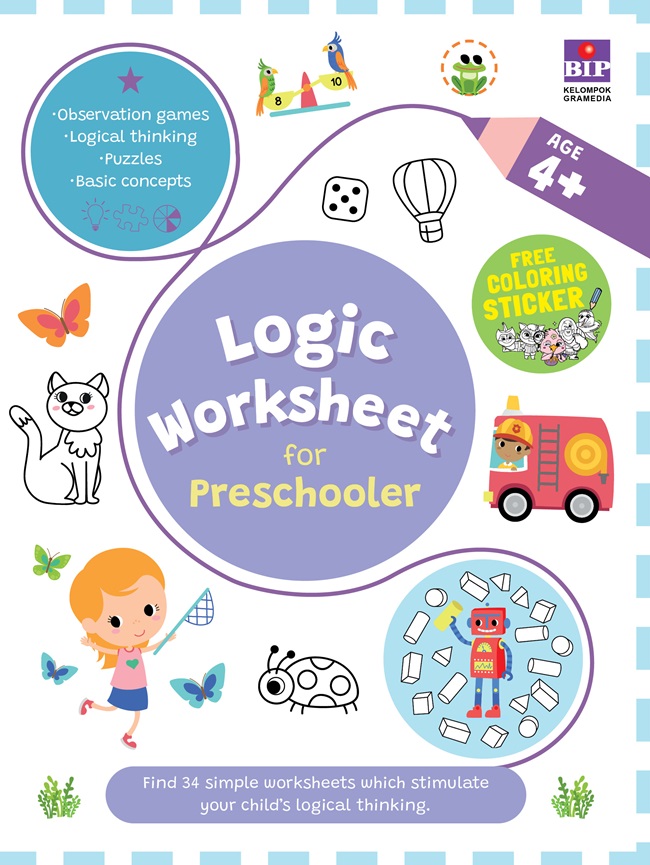 ·Observation games
·Logical thinking
·Puzzles
·Basic concepts
8
10
BIP
KELOMPOK
GRAMEDIA
AGE
4+
FREE
COLORING
STICKER
Logic
Worksheet
for
Preschooler
Find 34 simple worksheets which stimulate
your child's logical thinking.